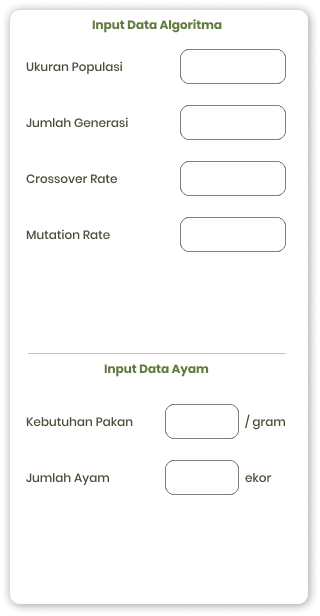 Input Data Algoritma
Ukuran Populasi
Jumlah Generasi
Crossover Rate
Mutation Rate
Input Data Ayam
Kebutuhan Pakan / gram
Jumlah Ayam ekor